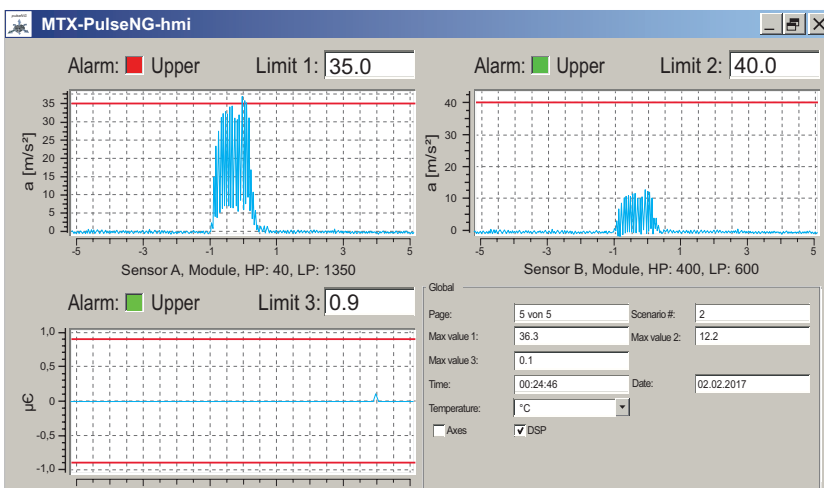 MTX-PulseNG-hmi
Alarm: Upper Limit 1: 35.0
Alarm: Upper Limit 2: 40.0
a [m/s²]
35
30
25
20
15
10
5
0
-5 -3 -1 1 3 5
Sensor A, Module, HP: 40, LP: 1350
a [m/s²]
40
30
20
10
0
-5 -3 -1 1 3 5
Sensor B, Module, HP: 400, LP: 600
Alarm: Upper Limit 3: 0.9
µЄ
1,0
0,5
0
-0,5
-1,0
Global
Page: 5 von 5 Scenario #: 2
Max value 1: 36.3 Max value 2: 12.2
Max value 3: 0.1
Time: 00:24:46 Date: 02.02.2017
Temperature: °C
Axes DSP